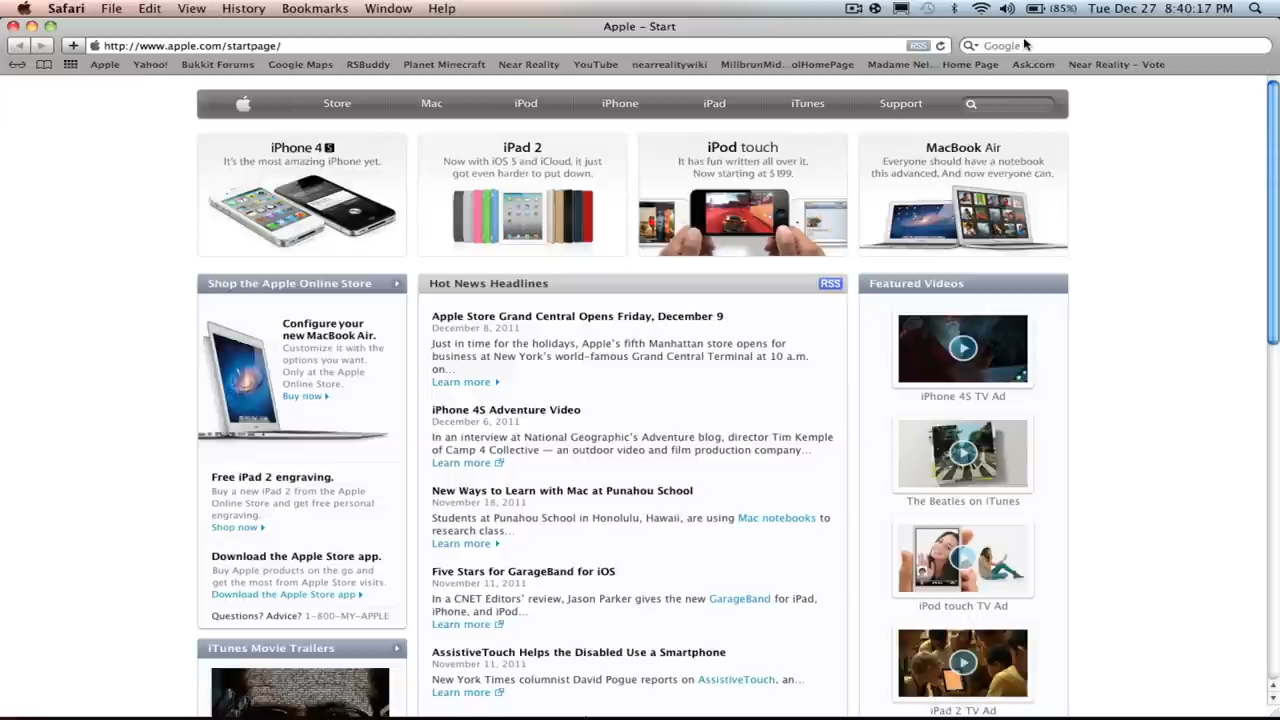 Safari File Edit View History Bookmarks Window Help (85%) Tue Dec 27 8:40:17 PM
Apple – Start
http://www.apple.com/startpage/ RSS Google
Apple Yahoo! Bukkit Forums Google Maps RSBuddy Planet Minecraft Near Reality YouTube nearrealitywiki MillbrunMid...olHomePage Madame Nel... Home Page Ask.com Near Reality – Vote
Store Mac iPod iPhone iPad iTunes Support
iPhone 4S
It's the most amazing iPhone yet.
iPad 2
Now with iOS 5 and iCloud, it just
got even harder to put down.
iPod touch
It has fun written all over it.
Now starting at $199.
MacBook Air
Everyone should have a notebook
this advanced. And now everyone can.
Shop the Apple Online Store
Configure your
new MacBook Air.
Customize it with the
options you want.
Only at the Apple
Online Store.
Buy now
Free iPad 2 engraving.
Buy a new iPad 2 from the Apple
Online Store and get free personal
engraving.
Shop now
Download the Apple Store app.
Buy Apple products on the go and
get the most from Apple Store visits.
Download the Apple Store app
Questions? Advice? 1-800-MY-APPLE
iTunes Movie Trailers
Hot News Headlines RSS
Apple Store Grand Central Opens Friday, December 9
December 8, 2011
Just in time for the holidays, Apple's fifth Manhattan store opens for
business at New York's world-famous Grand Central Terminal at 10 a.m.
on...
Learn more
iPhone 4S Adventure Video
December 6, 2011
In an interview at National Geographic's Adventure blog, director Tim Kemple
of Camp 4 Collective — an outdoor video and film production company...
Learn more
New Ways to Learn with Mac at Punahou School
November 18, 2011
Students at Punahou School in Honolulu, Hawaii, are using Mac notebooks to
research class...
Learn more
Five Stars for GarageBand for iOS
November 11, 2011
In a CNET Editors' review, Jason Parker gives the new GarageBand for iPad,
iPhone, and iPod...
Learn more
AssistiveTouch Helps the Disabled Use a Smartphone
November 11, 2011
New York Times columnist David Pogue reports on AssistiveTouch, an...
Learn more
Featured Videos
iPhone 4S TV Ad
The Beatles on iTunes
iPod touch TV Ad
iPad 2 TV Ad